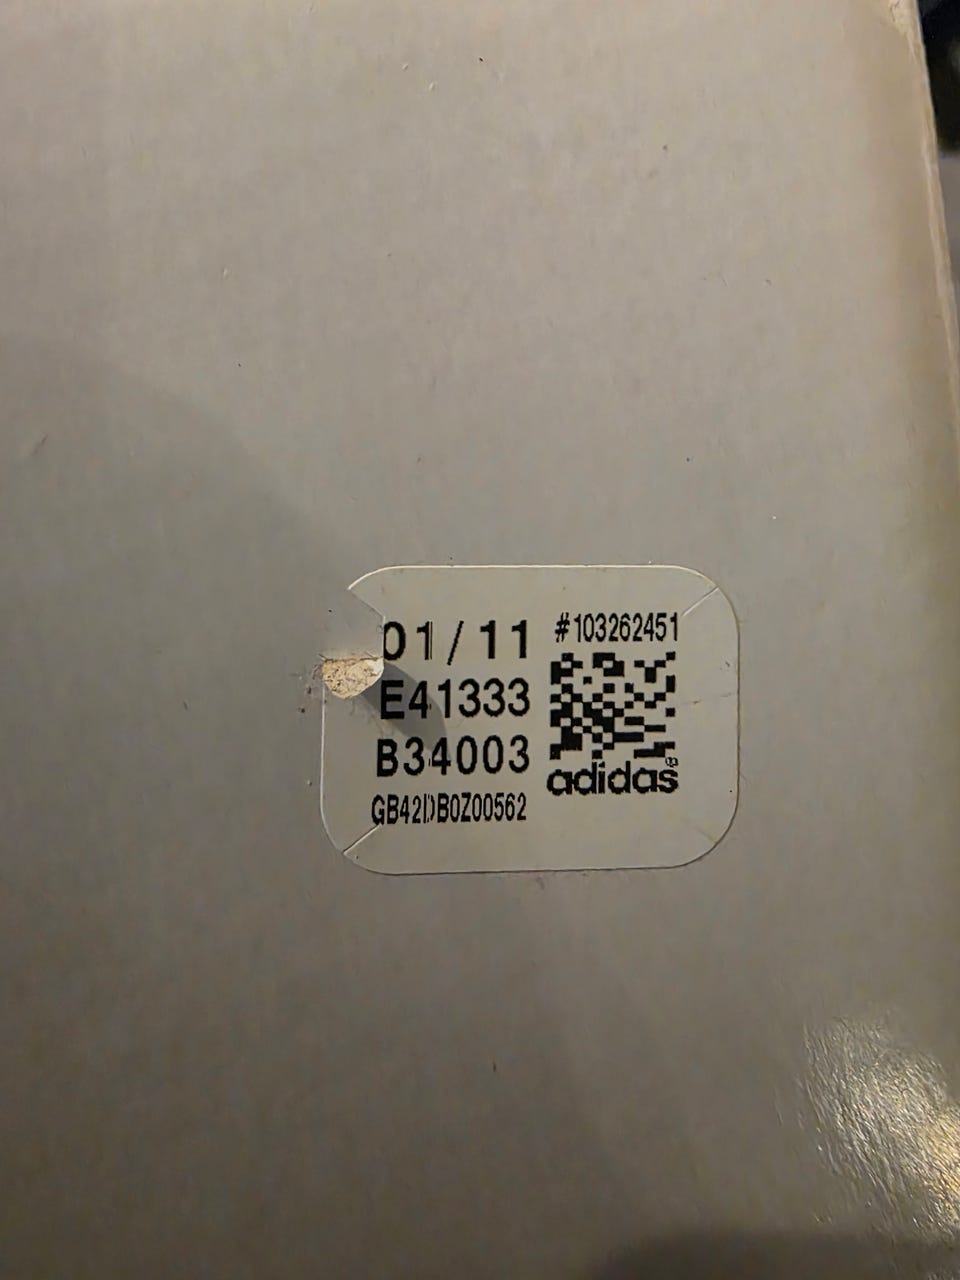 01/11
E41333
B34003
GB42DB0Z00562
#103262451
adidas®